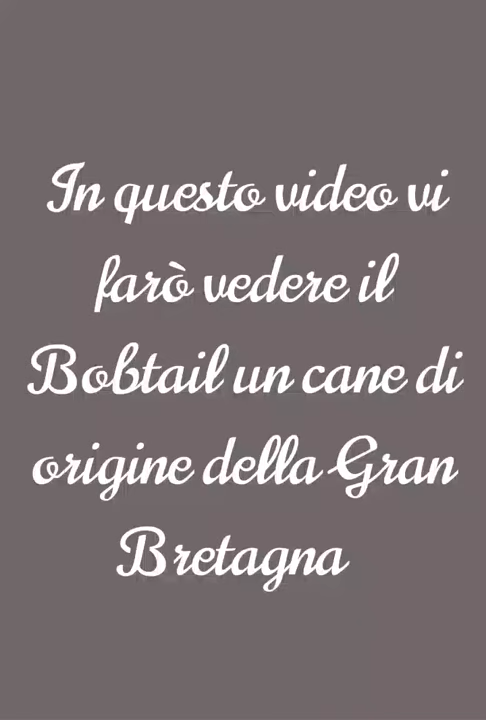 In questo video vi
farò vedere il
Bobtail un cane di
origine della Gran
Bretagna